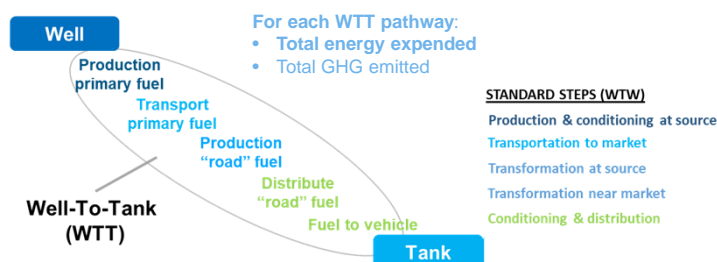 Well
For each WTT pathway:
• Total energy expended
• Total GHG emitted
Production
primary fuel
Transport
primary fuel
Production
“road” fuel
Distribute
“road” fuel
Fuel to vehicle
Tank
Well-To-Tank
(WTT)
STANDARD STEPS (WTW)
Production & conditioning at source
Transportation to market
Transformation at source
Transformation near market
Conditioning & distribution